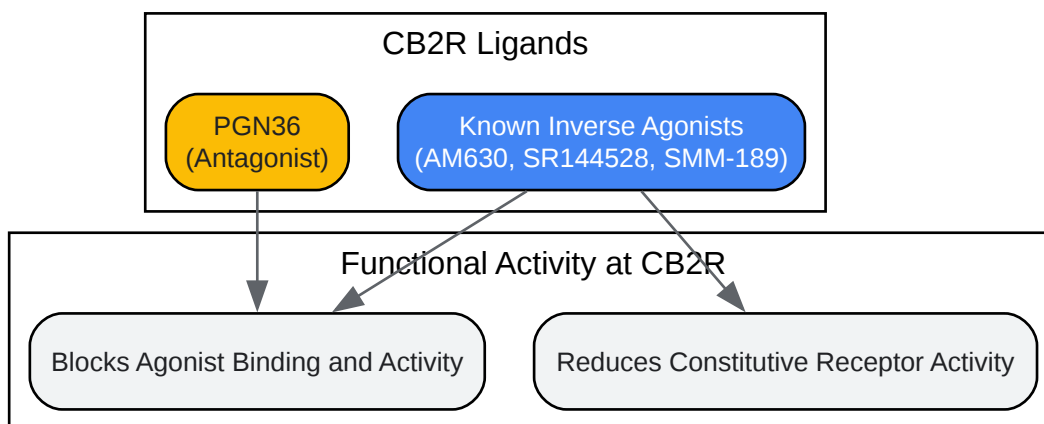 CB2R Ligands
PGN36
(Antagonist)
Known Inverse Agonists
(AM630, SR144528, SMM-189)
Functional Activity at CB2R
Blocks Agonist Binding and Activity
Reduces Constitutive Receptor Activity